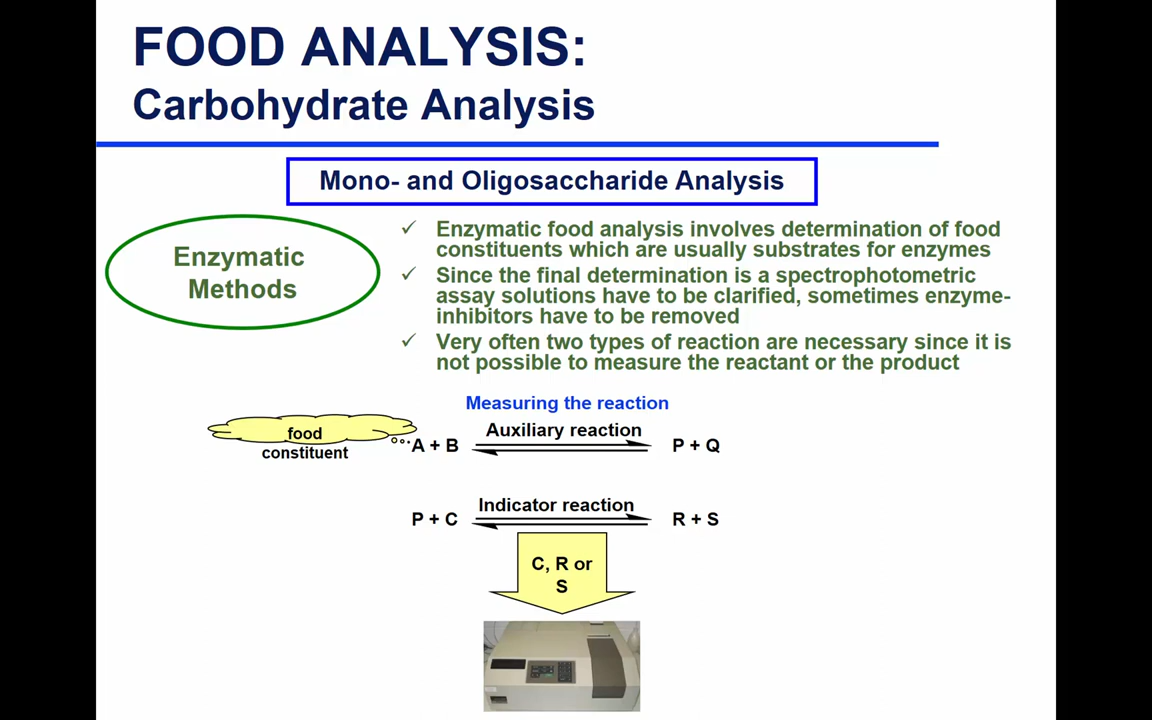 FOOD ANALYSIS:
Carbohydrate Analysis
Mono- and Oligosaccharide Analysis
Enzymatic
Methods
✓ Enzymatic food analysis involves determination of food
constituents which are usually substrates for enzymes
✓ Since the final determination is a spectrophotometric
assay solutions have to be clarified, sometimes enzyme-
inhibitors have to be removed
✓ Very often two types of reaction are necessary since it is
not possible to measure the reactant or the product
Measuring the reaction
food
constituent
Auxiliary reaction
A + B
P + Q
Indicator reaction
P + C
R + S
C, R or
S